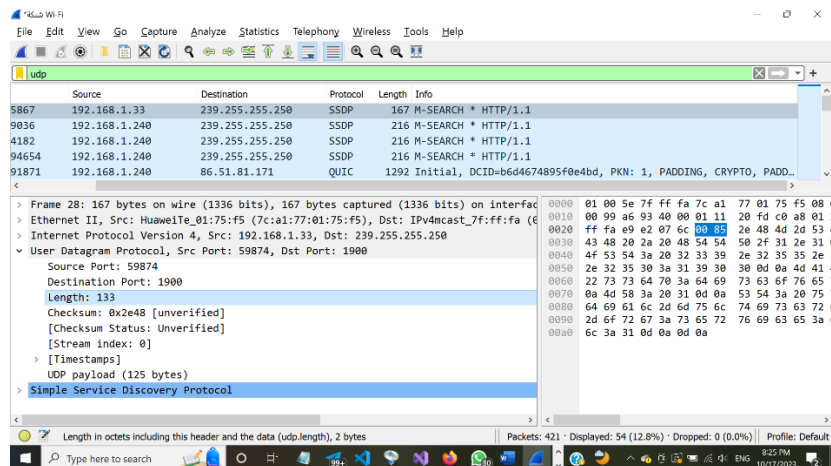 *شبكة Wi-Fi
File Edit View Go Capture Analyze Statistics Telephony Wireless Tools Help
udp
Source Destination Protocol Length Info
5867 192.168.1.33 239.255.255.250 SSDP 167 M-SEARCH * HTTP/1.1
9036 192.168.1.240 239.255.255.250 SSDP 216 M-SEARCH * HTTP/1.1
4182 192.168.1.240 239.255.255.250 SSDP 216 M-SEARCH * HTTP/1.1
94654 192.168.1.240 239.255.255.250 SSDP 216 M-SEARCH * HTTP/1.1
91871 192.168.1.240 86.51.81.171 QUIC 1292 Initial, DCID=b6d4674895f0e4bd, PKN: 1, PADDING, CRYPTO, PADD…
Frame 28: 167 bytes on wire (1336 bits), 167 bytes captured (1336 bits) on interfac
Ethernet II, Src: HuaweiTe_01:75:f5 (7c:a1:77:01:75:f5), Dst: IPv4mcast_7f:ff:fa (0
Internet Protocol Version 4, Src: 192.168.1.33, Dst: 239.255.255.250
User Datagram Protocol, Src Port: 59874, Dst Port: 1900
Source Port: 59874
Destination Port: 1900
Length: 133
Checksum: 0x2e48 [unverified]
[Checksum Status: Unverified]
[Stream index: 0]
[Timestamps]
UDP payload (125 bytes)
Simple Service Discovery Protocol
0000 01 00 5e 7f ff fa 7c a1 77 01 75 f5 08
0010 00 99 a6 93 40 00 01 11 20 fd c0 a8 01
0020 ff fa e9 e2 07 6c 00 85 2e 48 4d 2d 53
0030 43 48 20 2a 20 48 54 54 50 2f 31 2e 31
0040 4f 53 54 3a 20 32 33 39 2e 32 35 35 2e
0050 2e 32 35 30 3a 31 39 30 30 0d 0a 4d 41
0060 22 73 73 64 70 3a 64 69 73 63 6f 76 65
0070 0a 4d 58 3a 20 31 0d 0a 53 54 3a 20 75
0080 64 69 61 6c 2d 6d 75 6c 74 69 73 63 72
0090 2d 6f 72 67 3a 73 65 72 76 69 63 65 3a
00a0 6c 3a 31 0d 0a 0d 0a
Length in octets including this header and the data (udp.length), 2 bytes Packets: 421 · Displayed: 54 (12.8%) · Dropped: 0 (0.0%) Profile: Default
Type here to search 99+ 30 ENG 8:25 PM
10/17/2023 2